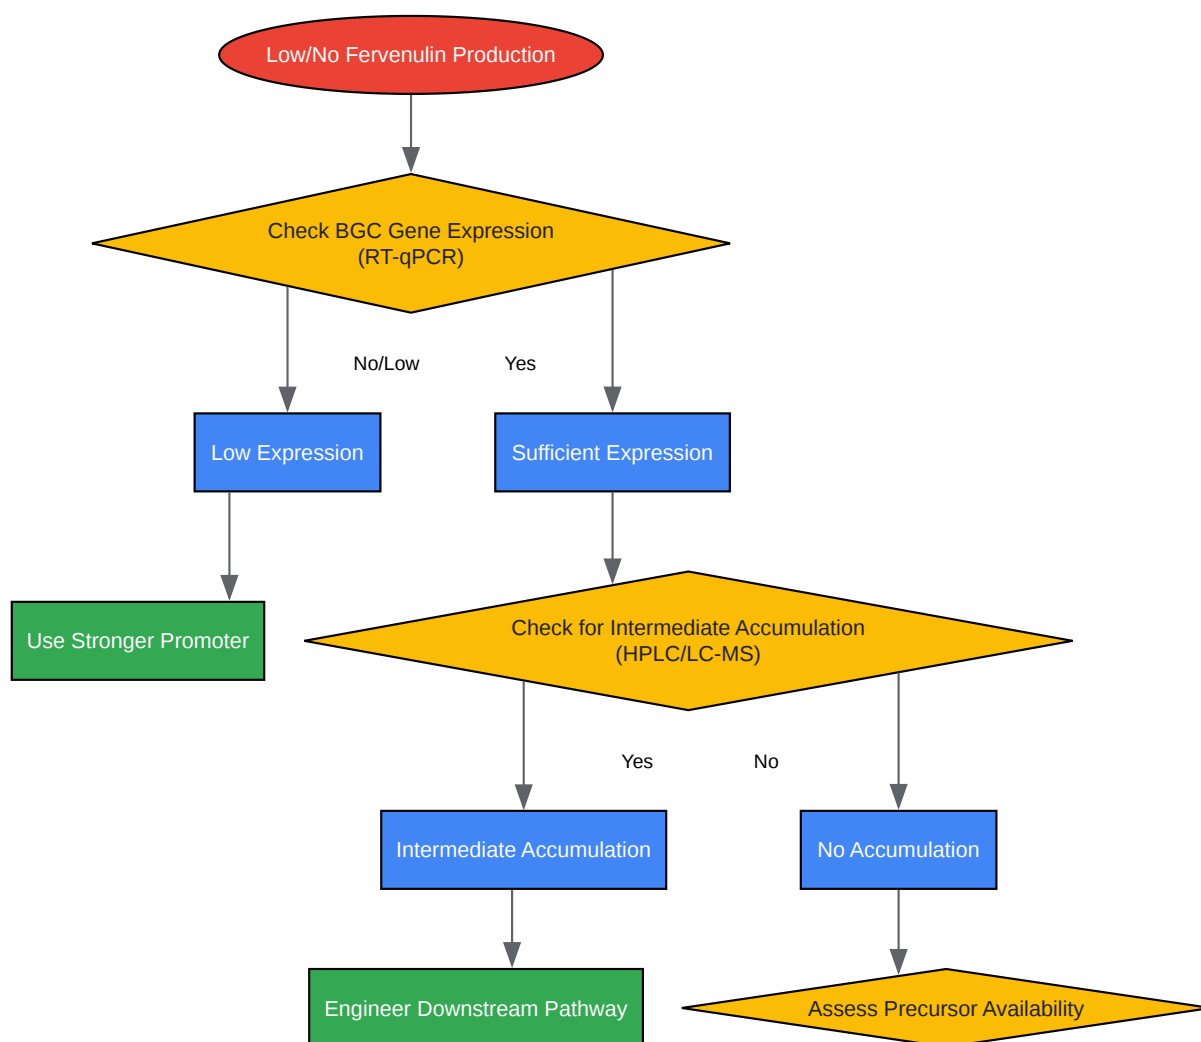 Low/No Fervenulin Production
Check BGC Gene Expression
(RT-qPCR)
No/Low
Yes
Low Expression
Sufficient Expression
Use Stronger Promoter
Check for Intermediate Accumulation
(HPLC/LC-MS)
Yes
No
Intermediate Accumulation
No Accumulation
Engineer Downstream Pathway
Assess Precursor Availability